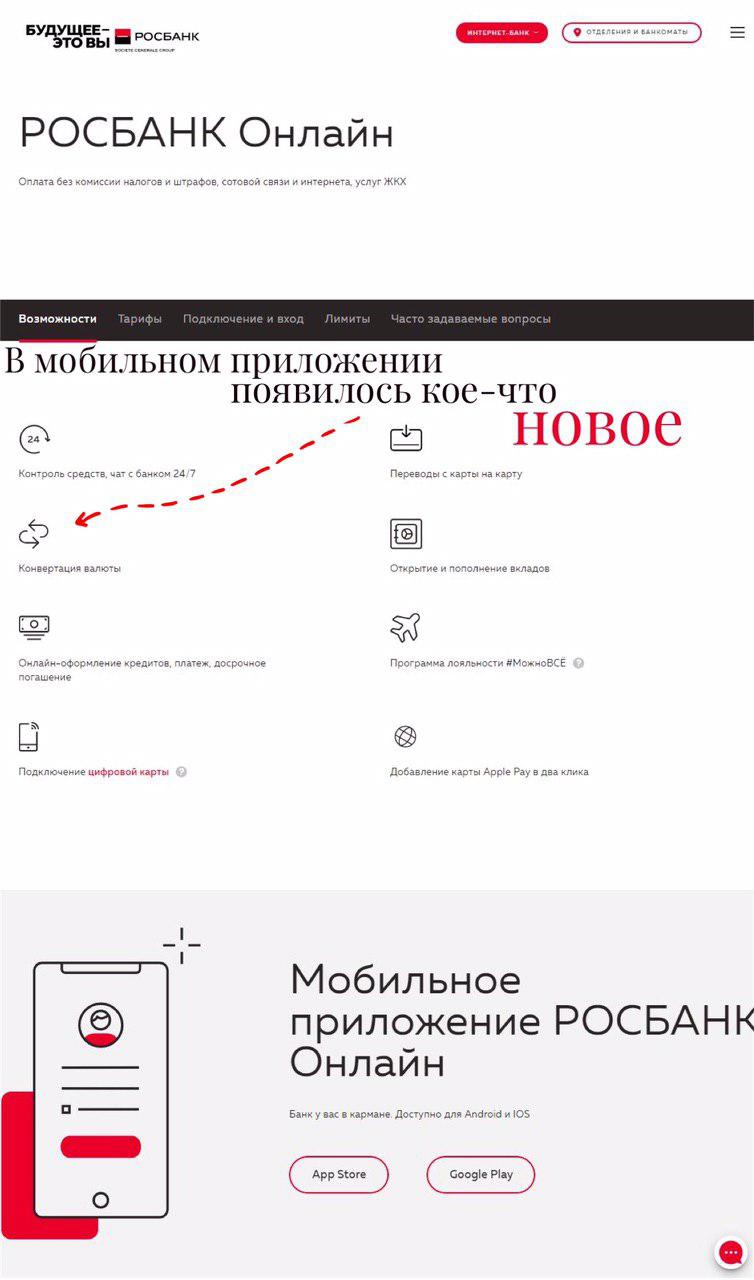 БУДУЩЕЕ–
ЭТО ВЫ
РОСБАНК
SOCIETE GENERALE GROUP
ИНТЕРНЕТ-БАНК
ОТДЕЛЕНИЯ И БАНКОМАТЫ
РОСБАНК Онлайн
Оплата без комиссии налогов и штрафов, сотовой связи и интернета, услуг ЖКХ
Возможности Тарифы Подключение и вход Лимиты Часто задаваемые вопросы
В мобильном приложении
появилось кое-что
новое
24
Контроль средств, чат с банком 24/7
Переводы с карты на карту
Конвертация валюты
Открытие и пополнение вкладов
Онлайн-оформление кредитов, платеж, досрочное
погашение
Программа лояльности #МожноВСЁ ?
Подключение цифровой карты ?
Добавление карты Apple Pay в два клика
Мобильное
приложение РОСБАНК
Онлайн
Банк у вас в кармане. Доступно для Android и IOS
App Store
Google Play